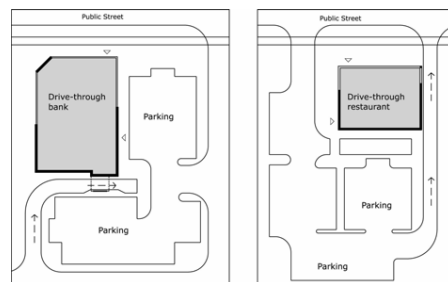 Public Street
Drive-through
bank
Parking
Parking
Public Street
Drive-through
restaurant
Parking
Parking